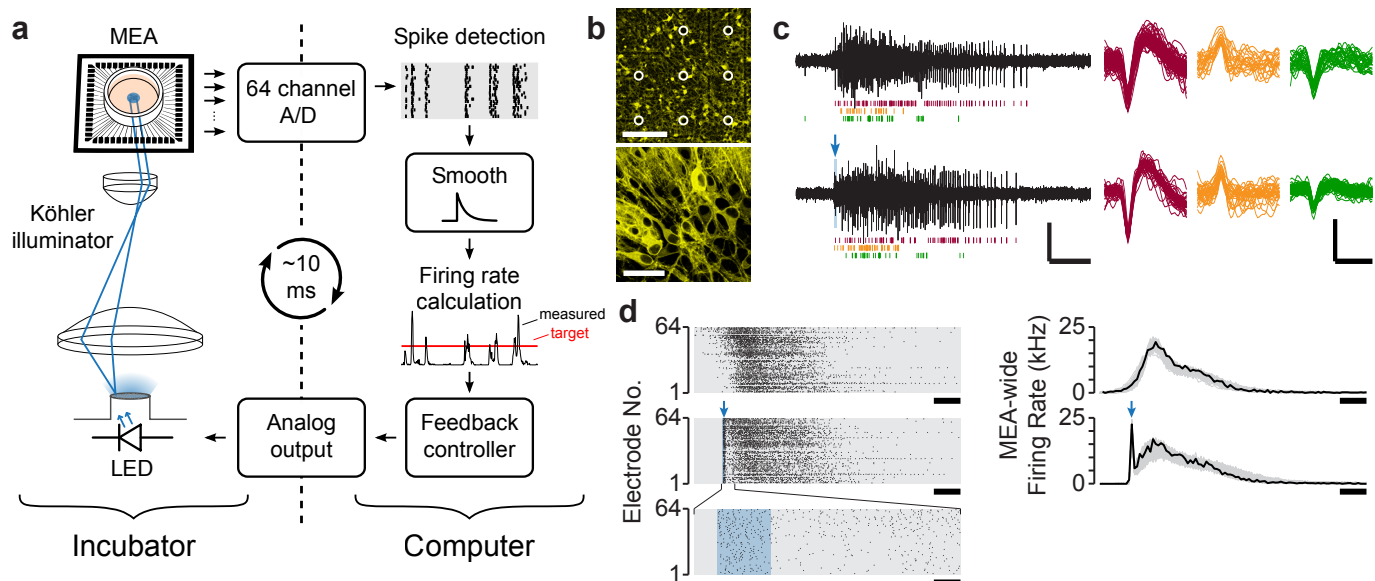 a
MEA
64 channel
A/D
Spike detection
Smooth
Köhler
illuminator
~10
ms
Firing rate
calculation
measured
target
LED
Analog
output
Feedback
controller
Incubator
Computer
b
c
d
Electrode No.
64
1
64
1
64
1
MEA-wide
Firing Rate (kHz)
25
0
25
0